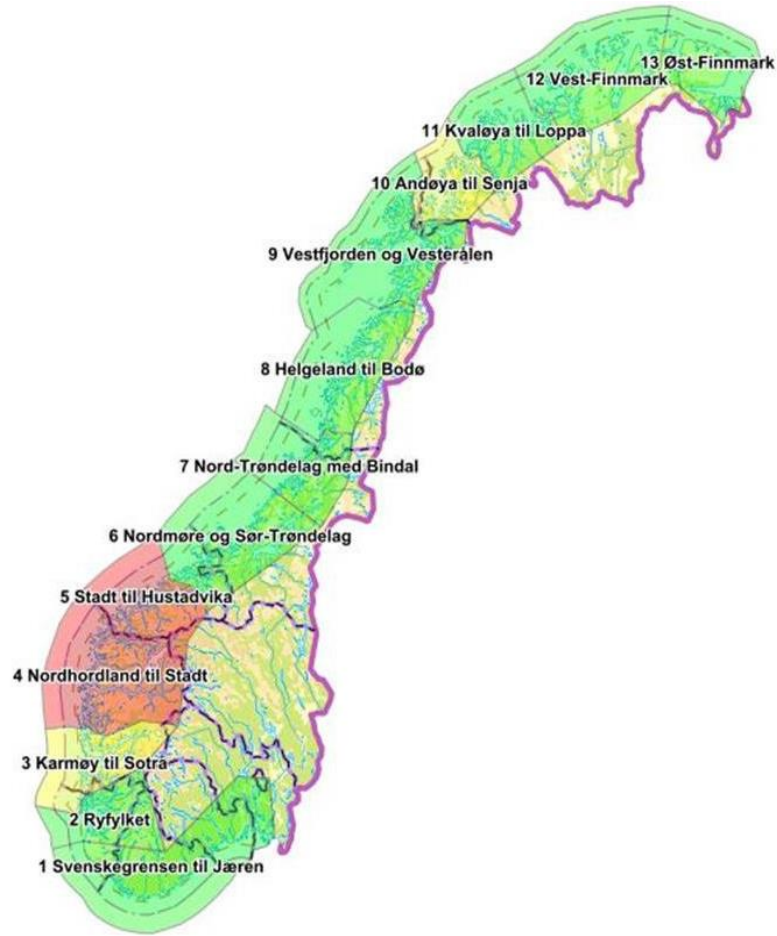 13 Øst-Finnmark
12 Vest-Finnmark
11 Kvaløya til Loppa
10 Andøya til Senja
9 Vestfjorden og Vesterålen
8 Helgeland til Bodø
7 Nord-Trøndelag med Bindal
6 Nordmøre og Sør-Trøndelag
5 Stadt til Hustadvika
4 Nordhordland til Stadt
3 Karmøy til Sotra
2 Ryfylket
1 Svenskegrensen til Jæren